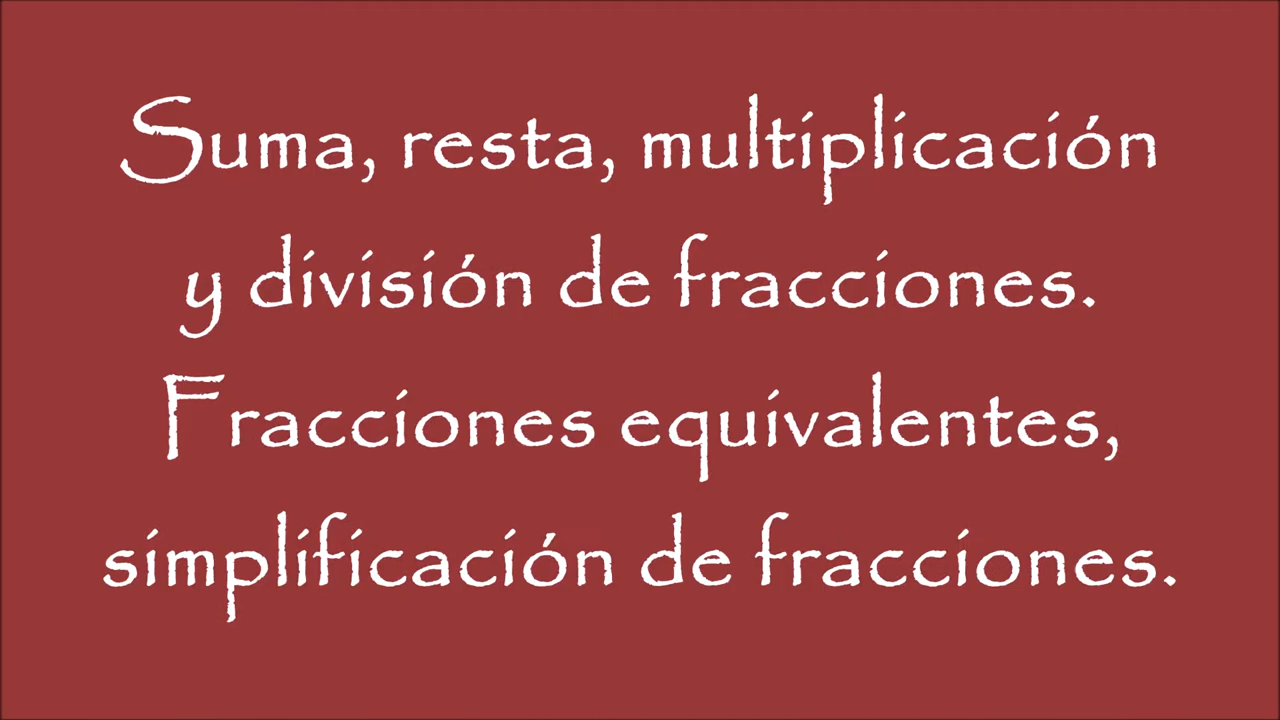 Suma, resta, multiplicación
y división de fracciones.
Fracciones equivalentes,
simplificación de fracciones.